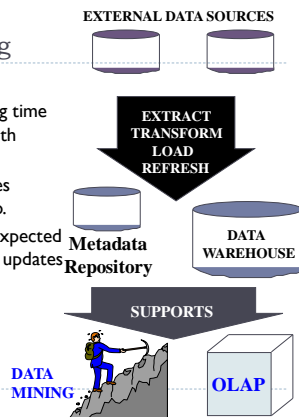 EXTERNAL DATA SOURCES
g
g time
th
EXTRACT
TRANSFORM
LOAD
REFRESH
es
o.
xpected
updates
Metadata
Repository
DATA
WAREHOUSE
SUPPORTS
DATA
MINING
OLAP